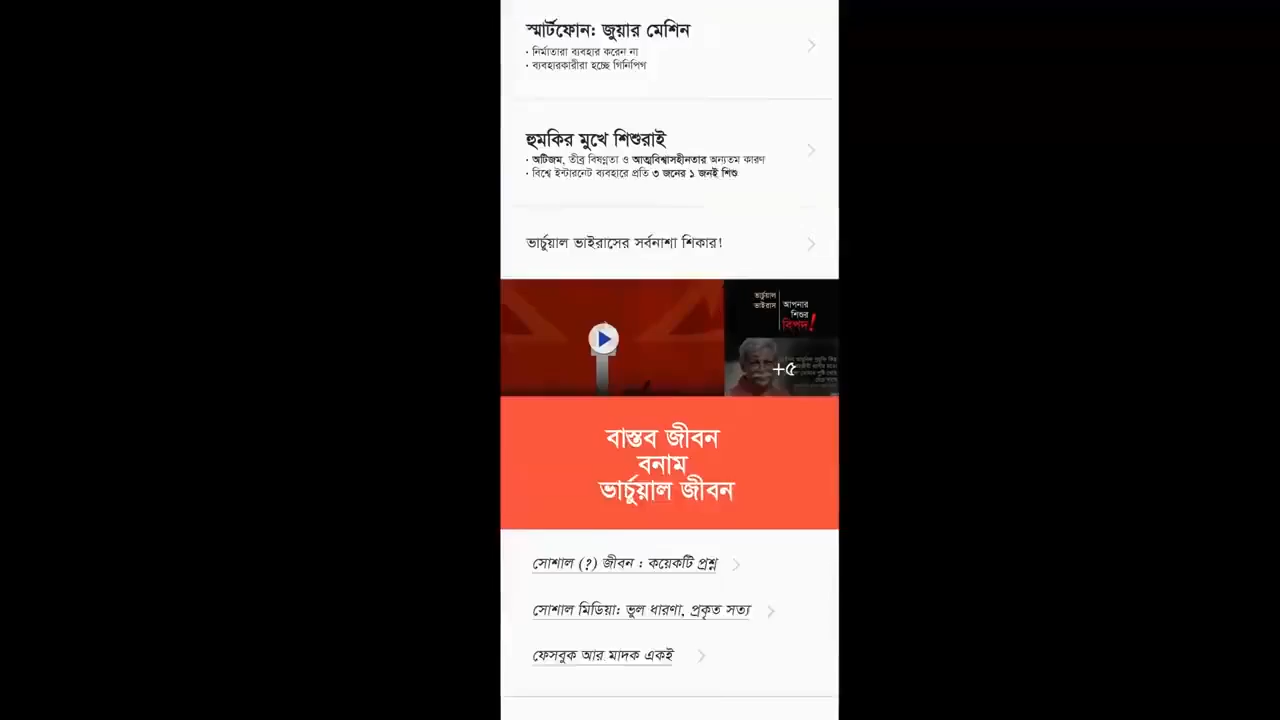 স্মার্টফোন: জুয়ার মেশিন
· নির্মাতারা ব্যবহার করেন না
· ব্যবহারকারীরা হচ্ছে গিনিপিগ
হুমকির মুখে শিশুরাই
· অটিজম, তীব্র বিষণ্নতা ও আত্মবিশ্বাসহীনতার অন্যতম কারণ
· বিশ্বে ইন্টারনেট ব্যবহারে প্রতি ৩ জনের ১ জনই শিশু
ভার্চুয়াল ভাইরাসের সর্বনাশা শিকার!
ভার্চুয়াল
ভাইরাস
আপনার
শিশুর
বিপদ!
+৫
বাস্তব জীবন
বনাম
ভার্চুয়াল জীবন
সোশাল (?) জীবন : কয়েকটি প্রশ্ন
সোশাল মিডিয়া: ভুল ধারণা, প্রকৃত সত্য
ফেসবুক আর মাদক একই